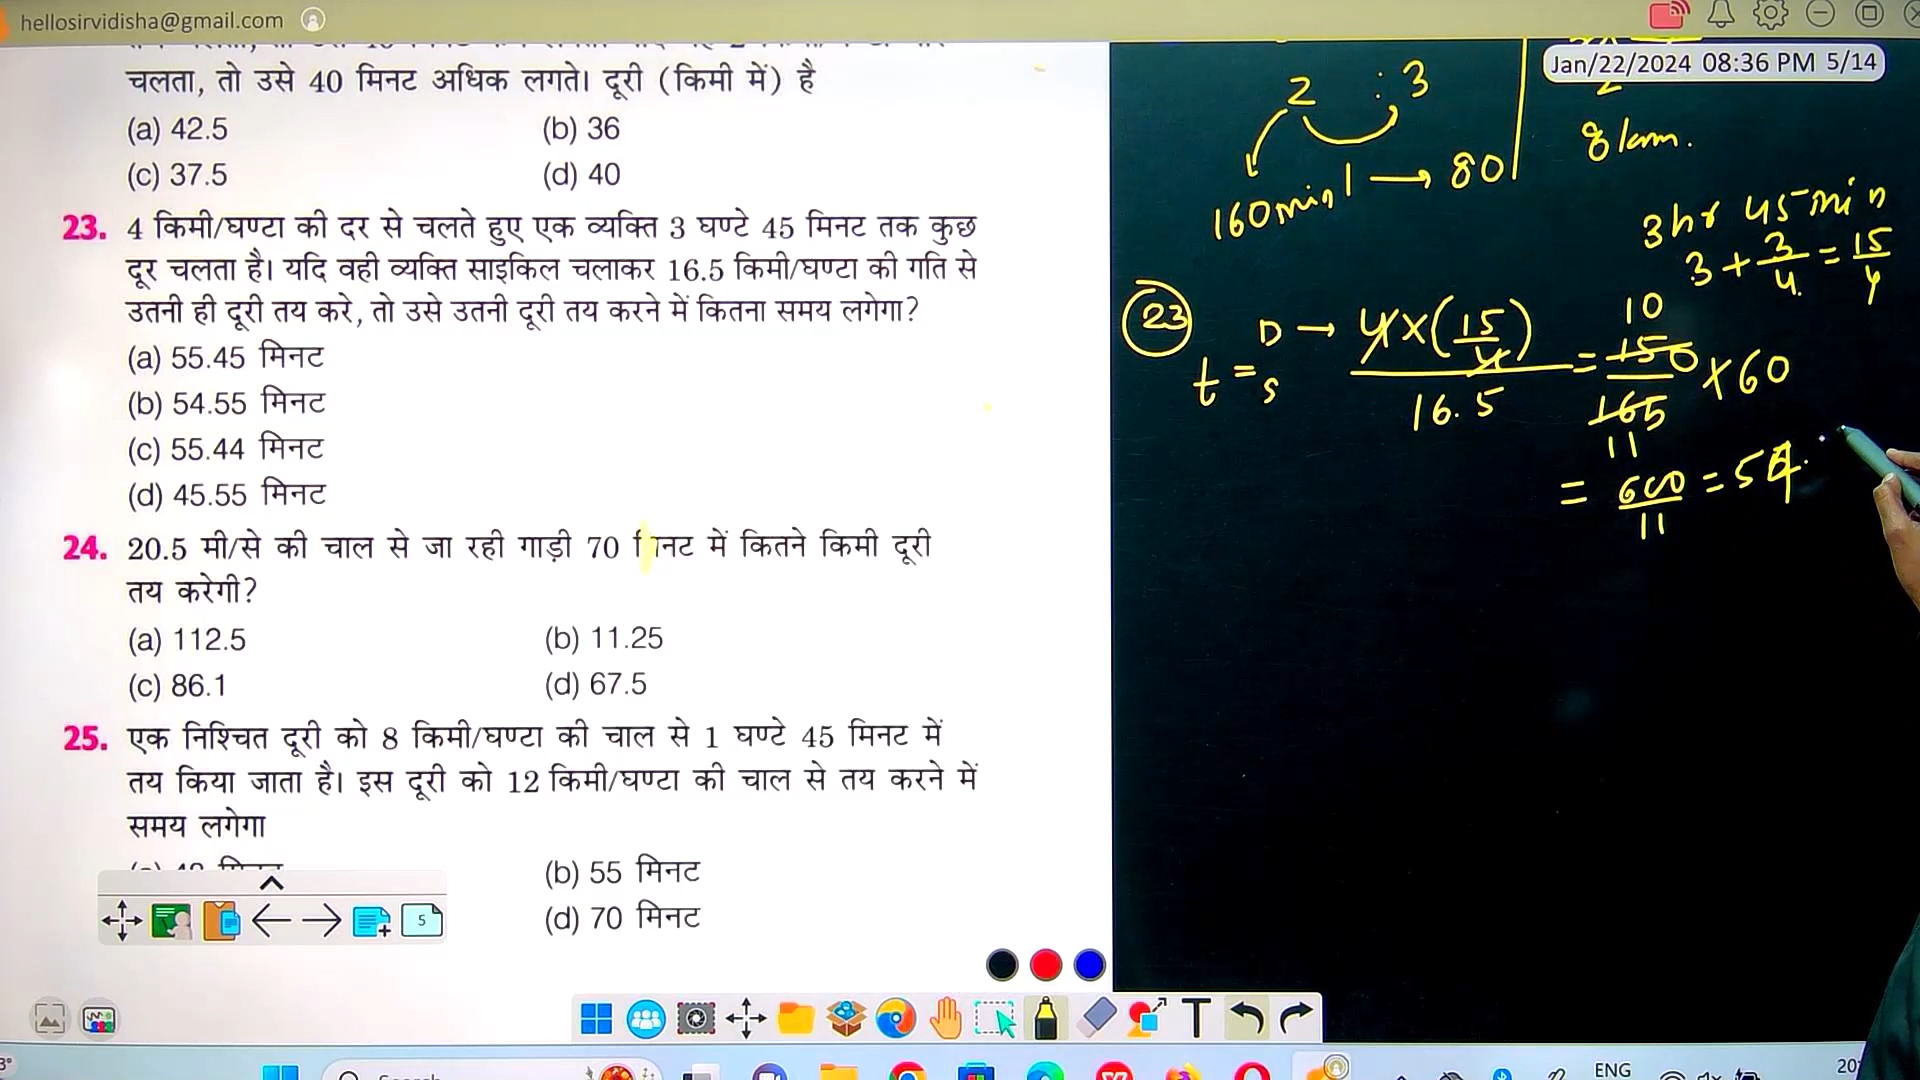 hellosirvidisha@gmail.com
Jan/22/2024 08:36 PM 5/14
चलता, तो उसे 40 मिनट अधिक लगते। दूरी (किमी में) है
(a) 42.5
(b) 36
(c) 37.5
(d) 40
23. 4 किमी/घण्टा की दर से चलते हुए एक व्यक्ति 3 घण्टे 45 मिनट तक कुछ
दूर चलता है। यदि वही व्यक्ति साइकिल चलाकर 16.5 किमी/घण्टा की गति से
उतनी ही दूरी तय करे, तो उसे उतनी दूरी तय करने में कितना समय लगेगा?
(a) 55.45 मिनट
(b) 54.55 मिनट
(c) 55.44 मिनट
(d) 45.55 मिनट
24. 20.5 मी/से की चाल से जा रही गाड़ी 70 मिनट में कितने किमी दूरी
तय करेगी?
(a) 112.5
(b) 11.25
(c) 86.1
(d) 67.5
25. एक निश्चित दूरी को 8 किमी/घण्टा की चाल से 1 घण्टे 45 मिनट में
तय किया जाता है। इस दूरी को 12 किमी/घण्टा की चाल से तय करने में
समय लगेगा
(b) 55 मिनट
(d) 70 मिनट
5
2 : 3
1 → 80
160min
8km.
3hr 45min
3 + 3/4 = 15/4
23
t = D/s → 4 × (15/4) / 16.5 = 150/165 × 60
10
11
= 600/11 = 54.
ENG